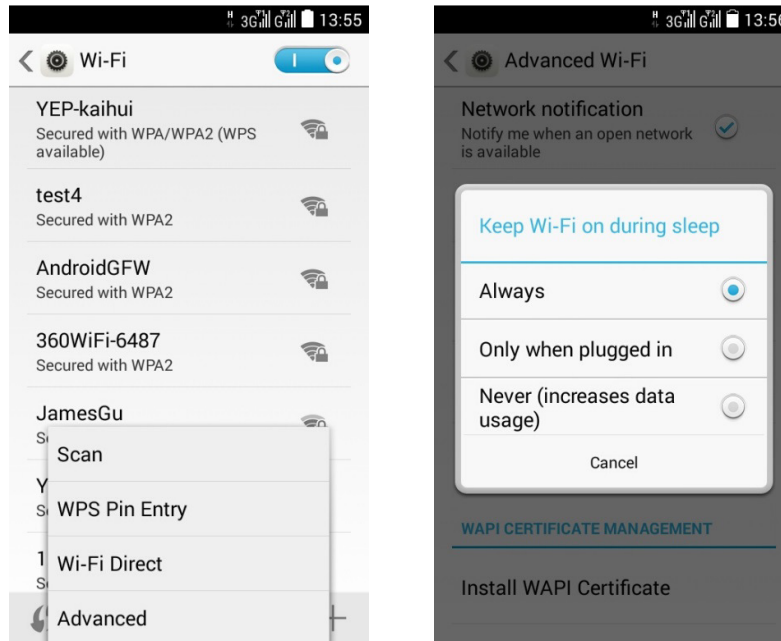 H 3G G 13:55
Wi-Fi
YEP-kaihui
Secured with WPA/WPA2 (WPS
available)
test4
Secured with WPA2
AndroidGFW
Secured with WPA2
360WiFi-6487
Secured with WPA2
JamesGu
Scan
WPS Pin Entry
Wi-Fi Direct
Advanced
H 3G G 13:56
Advanced Wi-Fi
Network notification
Notify me when an open network
is available
Keep Wi-Fi on during sleep
Always
Only when plugged in
Never (increases data
usage)
Cancel
WAPI CERTIFICATE MANAGEMENT
Install WAPI Certificate